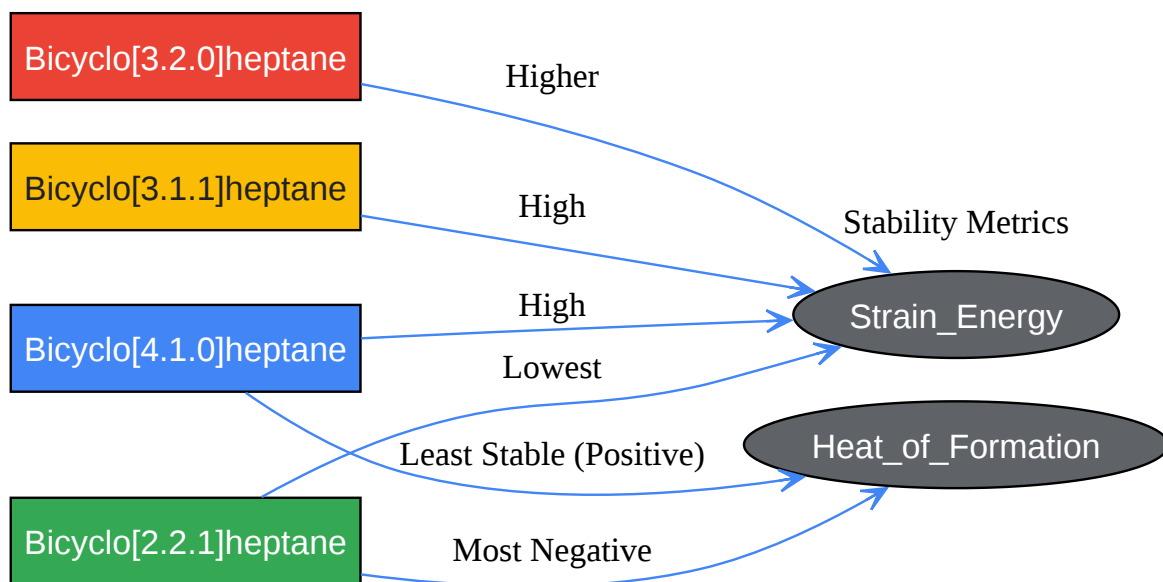 Bicyclo[3.2.0]heptane
Higher
Bicyclo[3.1.1]heptane
High
Stability Metrics
Bicyclo[4.1.0]heptane
High
Strain_Energy
Lowest
Least Stable (Positive)
Heat_of_Formation
Bicyclo[2.2.1]heptane
Most Negative